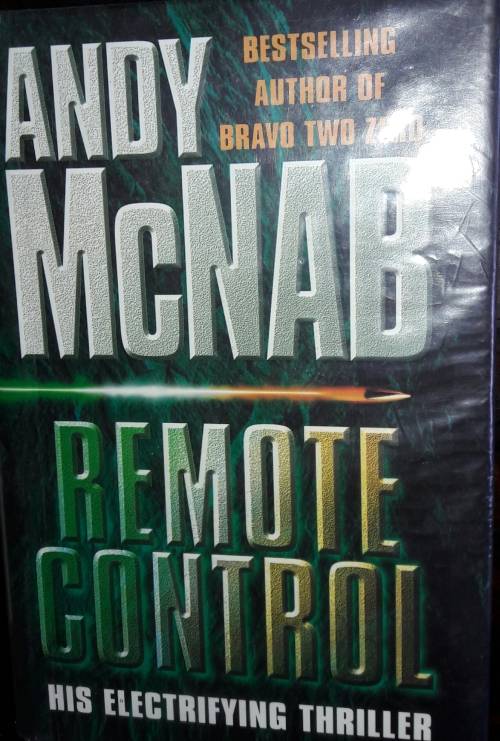 ANDY
McNAB
BESTSELLING
AUTHOR OF
BRAVO TWO
REMOTE
CONTROL
HIS ELECTRIFYING THRILLER